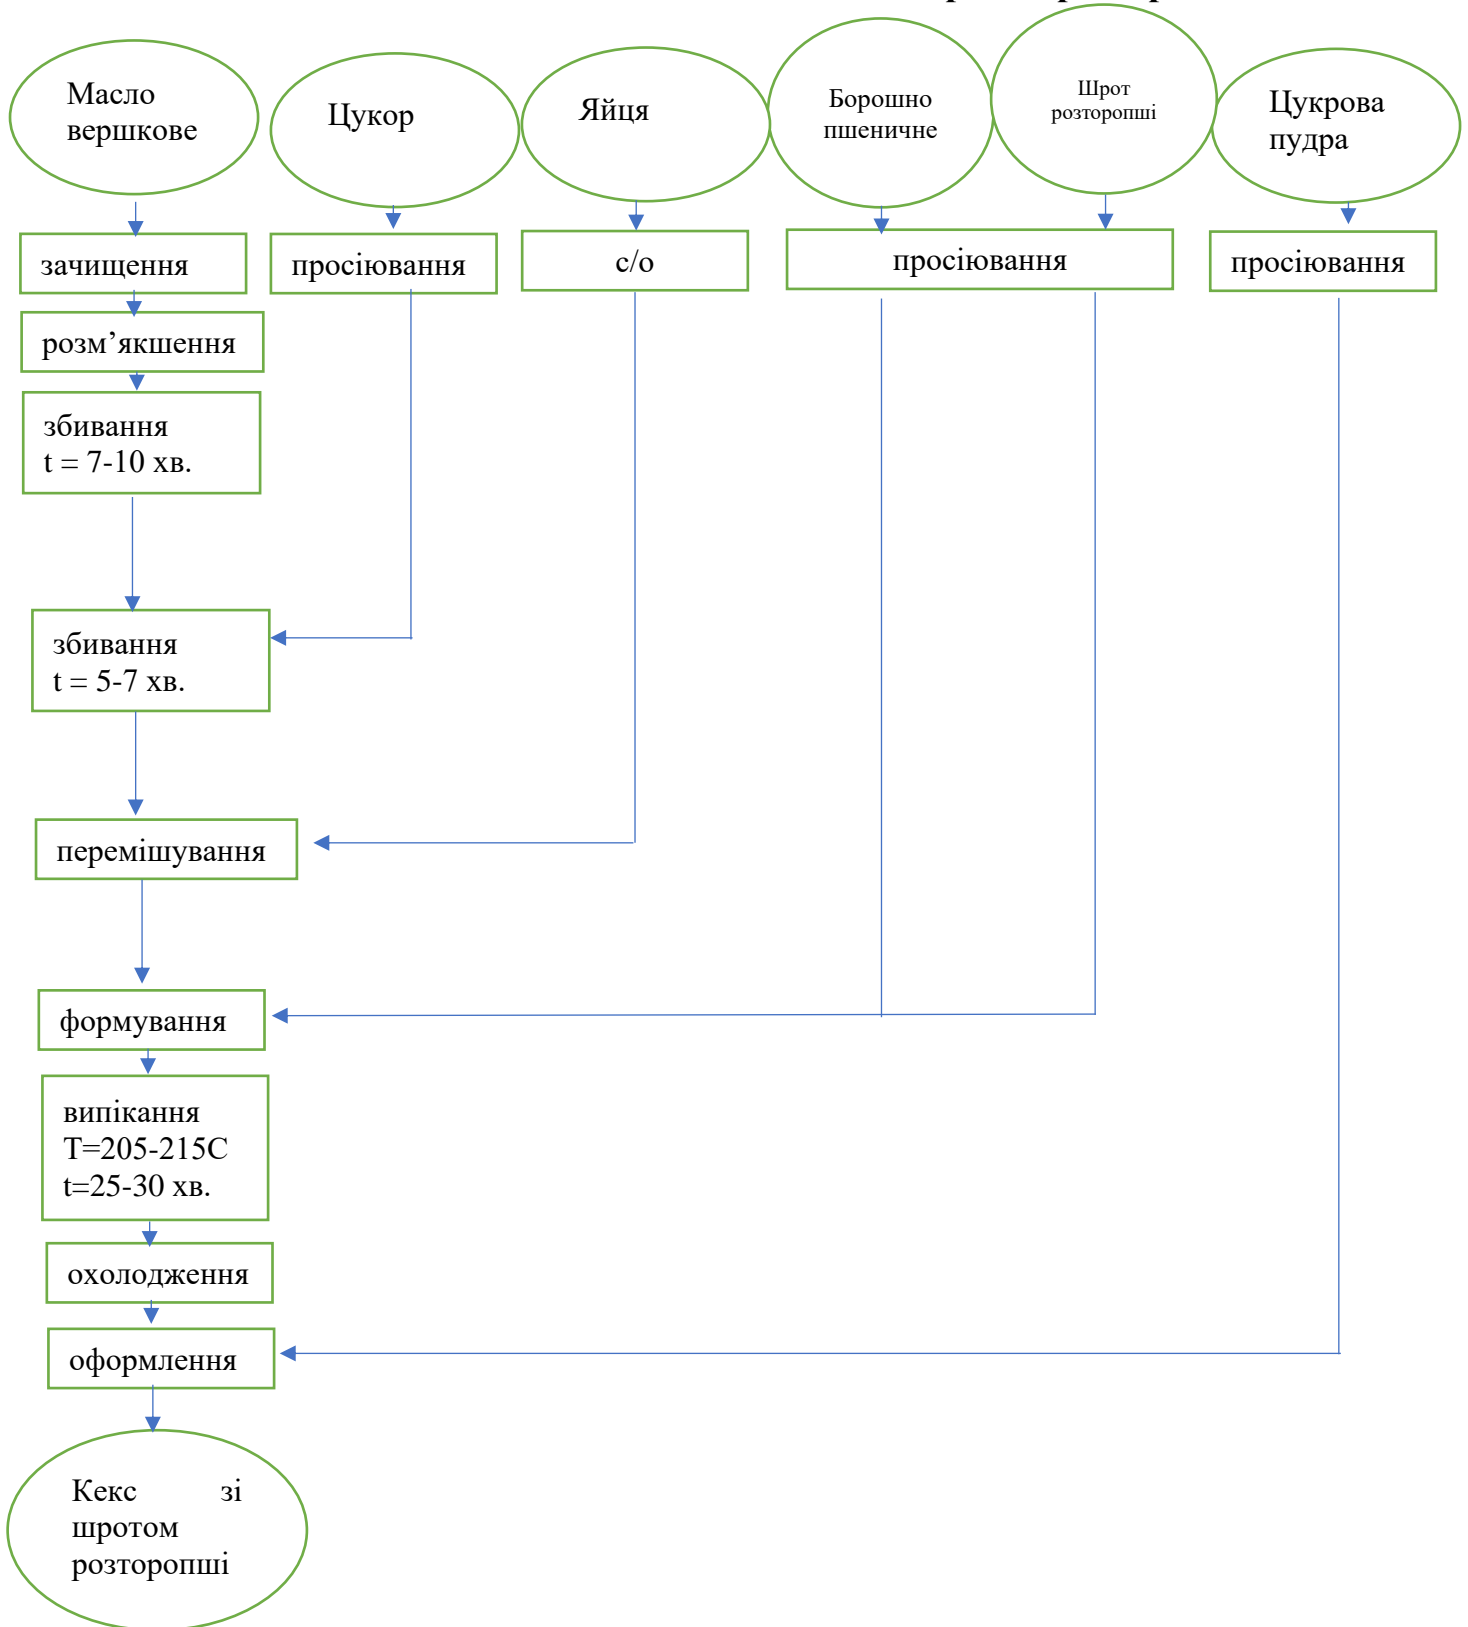 Масло
вершкове
Цукор
Яйця
Борошно
пшеничне
Шрот
розторопші
Цукрова
пудра
зачищення
просіювання
с/о
просіювання
просіювання
розм’якшення
збивання
t = 7-10 хв.
збивання
t = 5-7 хв.
перемішування
формування
випікання
T=205-215С
t=25-30 хв.
охолодження
оформлення
Кекс зі
шротом
розторопші